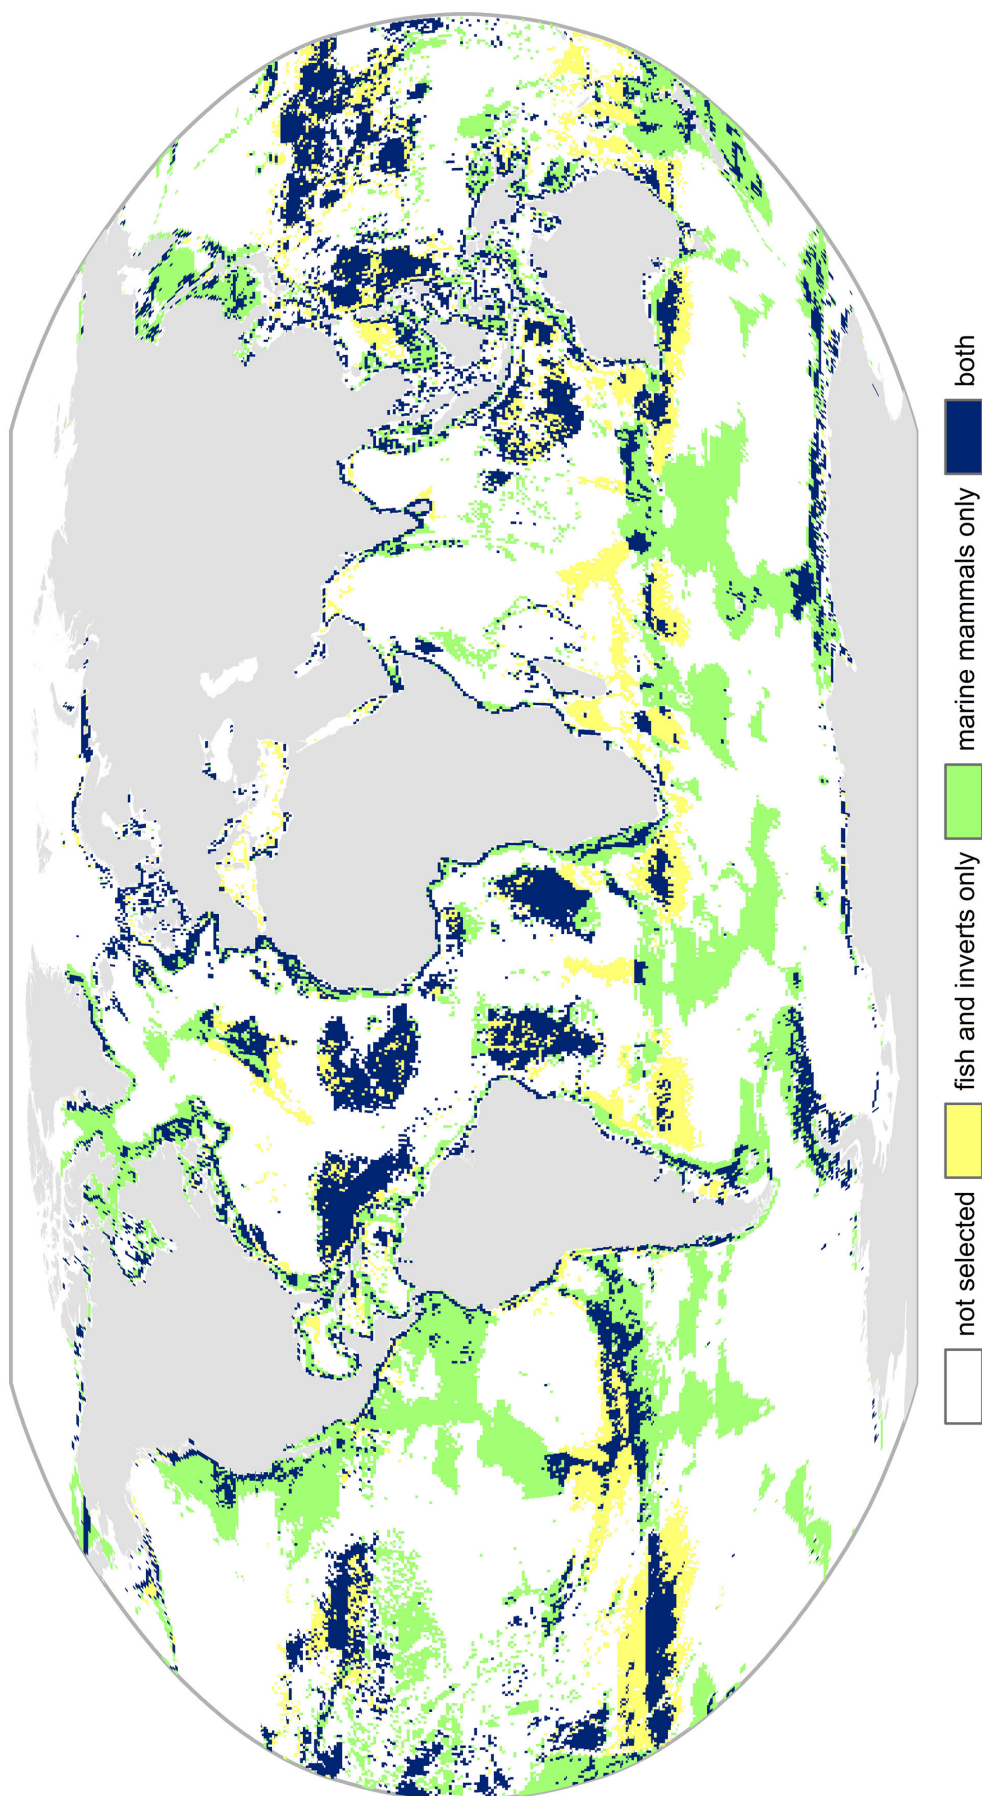 not selected
fish and inverts only
marine mammals only
both